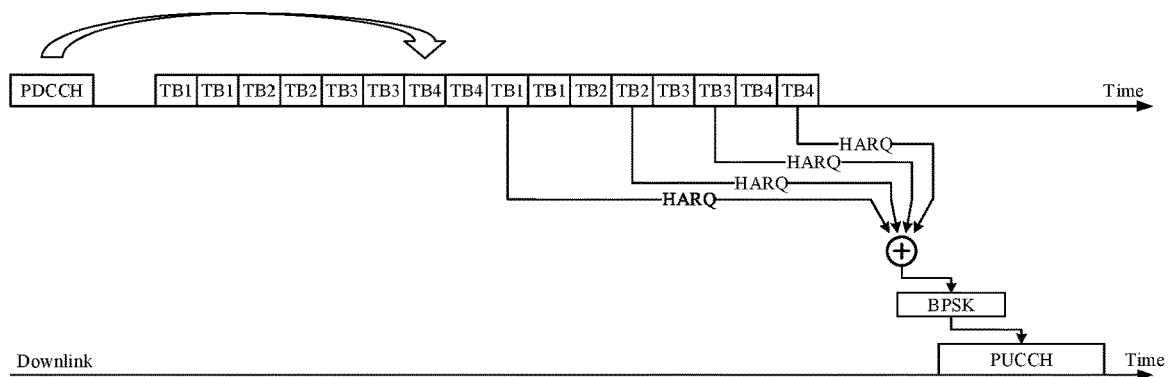 PDCCH TB1 TB1 TB2 TB2 TB3 TB3 TB4 TB4 TB1 TB1 TB2 TB2 TB3 TB3 TB4 TB4 Time
HARQ
HARQ
HARQ
HARQ
+
BPSK
Downlink PUCCH Time